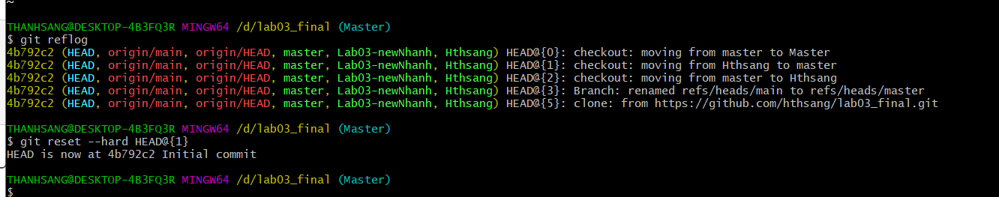 ~
THANHSANG@DESKTOP-4B3FQ3R MINGW64 /d/lab03_final (Master)
$ git reflog
4b792c2 (HEAD, origin/main, origin/HEAD, master, Lab03-newNhanh, Hthsang) HEAD@{0}: checkout: moving from master to Master
4b792c2 (HEAD, origin/main, origin/HEAD, master, Lab03-newNhanh, Hthsang) HEAD@{1}: checkout: moving from Hthsang to master
4b792c2 (HEAD, origin/main, origin/HEAD, master, Lab03-newNhanh, Hthsang) HEAD@{2}: checkout: moving from master to Hthsang
4b792c2 (HEAD, origin/main, origin/HEAD, master, Lab03-newNhanh, Hthsang) HEAD@{3}: Branch: renamed refs/heads/main to refs/heads/master
4b792c2 (HEAD, origin/main, origin/HEAD, master, Lab03-newNhanh, Hthsang) HEAD@{5}: clone: from https://github.com/hthsang/lab03_final.git
THANHSANG@DESKTOP-4B3FQ3R MINGW64 /d/lab03_final (Master)
$ git reset --hard HEAD@{1}
HEAD is now at 4b792c2 Initial commit
THANHSANG@DESKTOP-4B3FQ3R MINGW64 /d/lab03_final (Master)
$